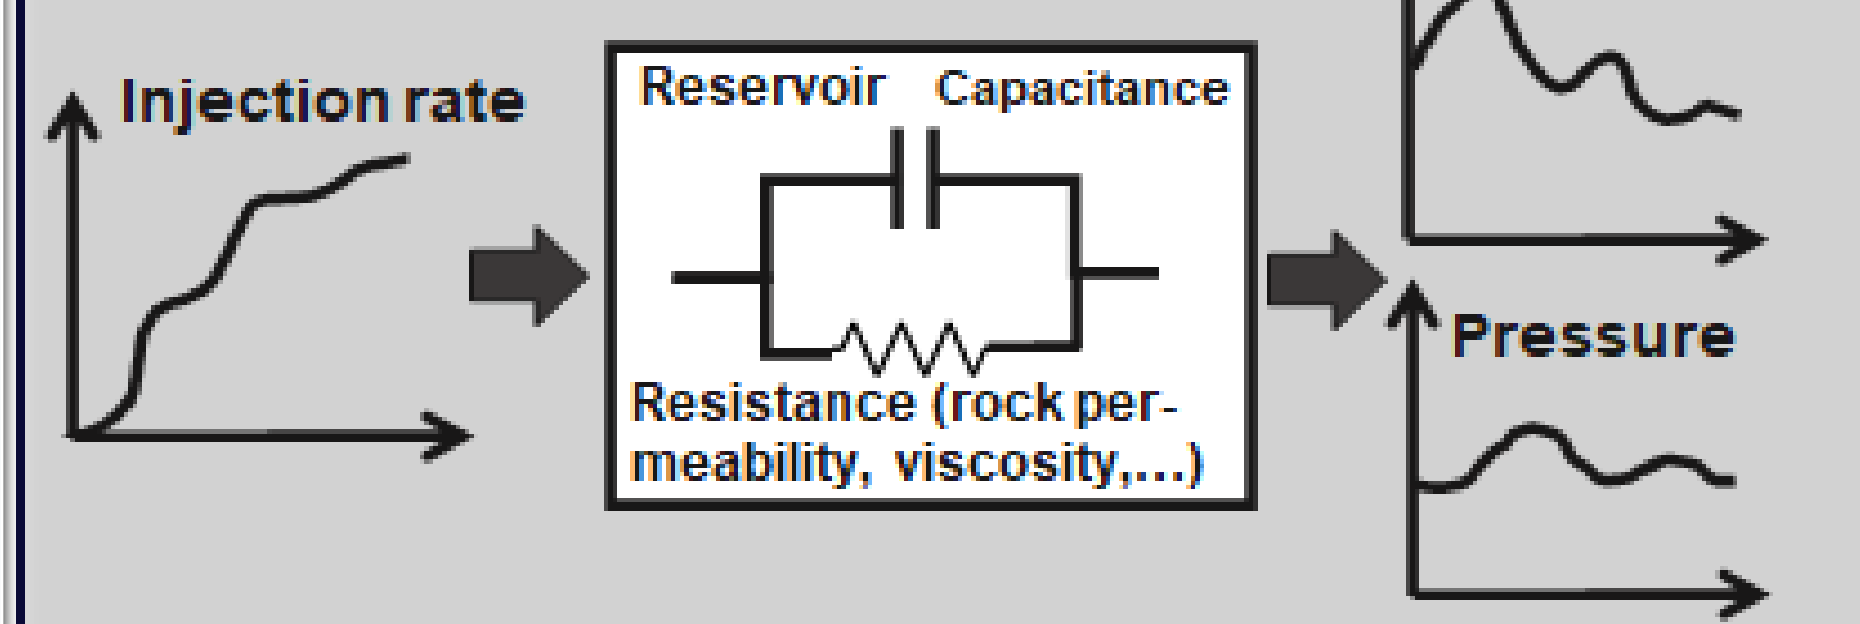 Injection rate
Reservoir Capacitance
Resistance (rock per-
meability, viscosity,...)
Pressure